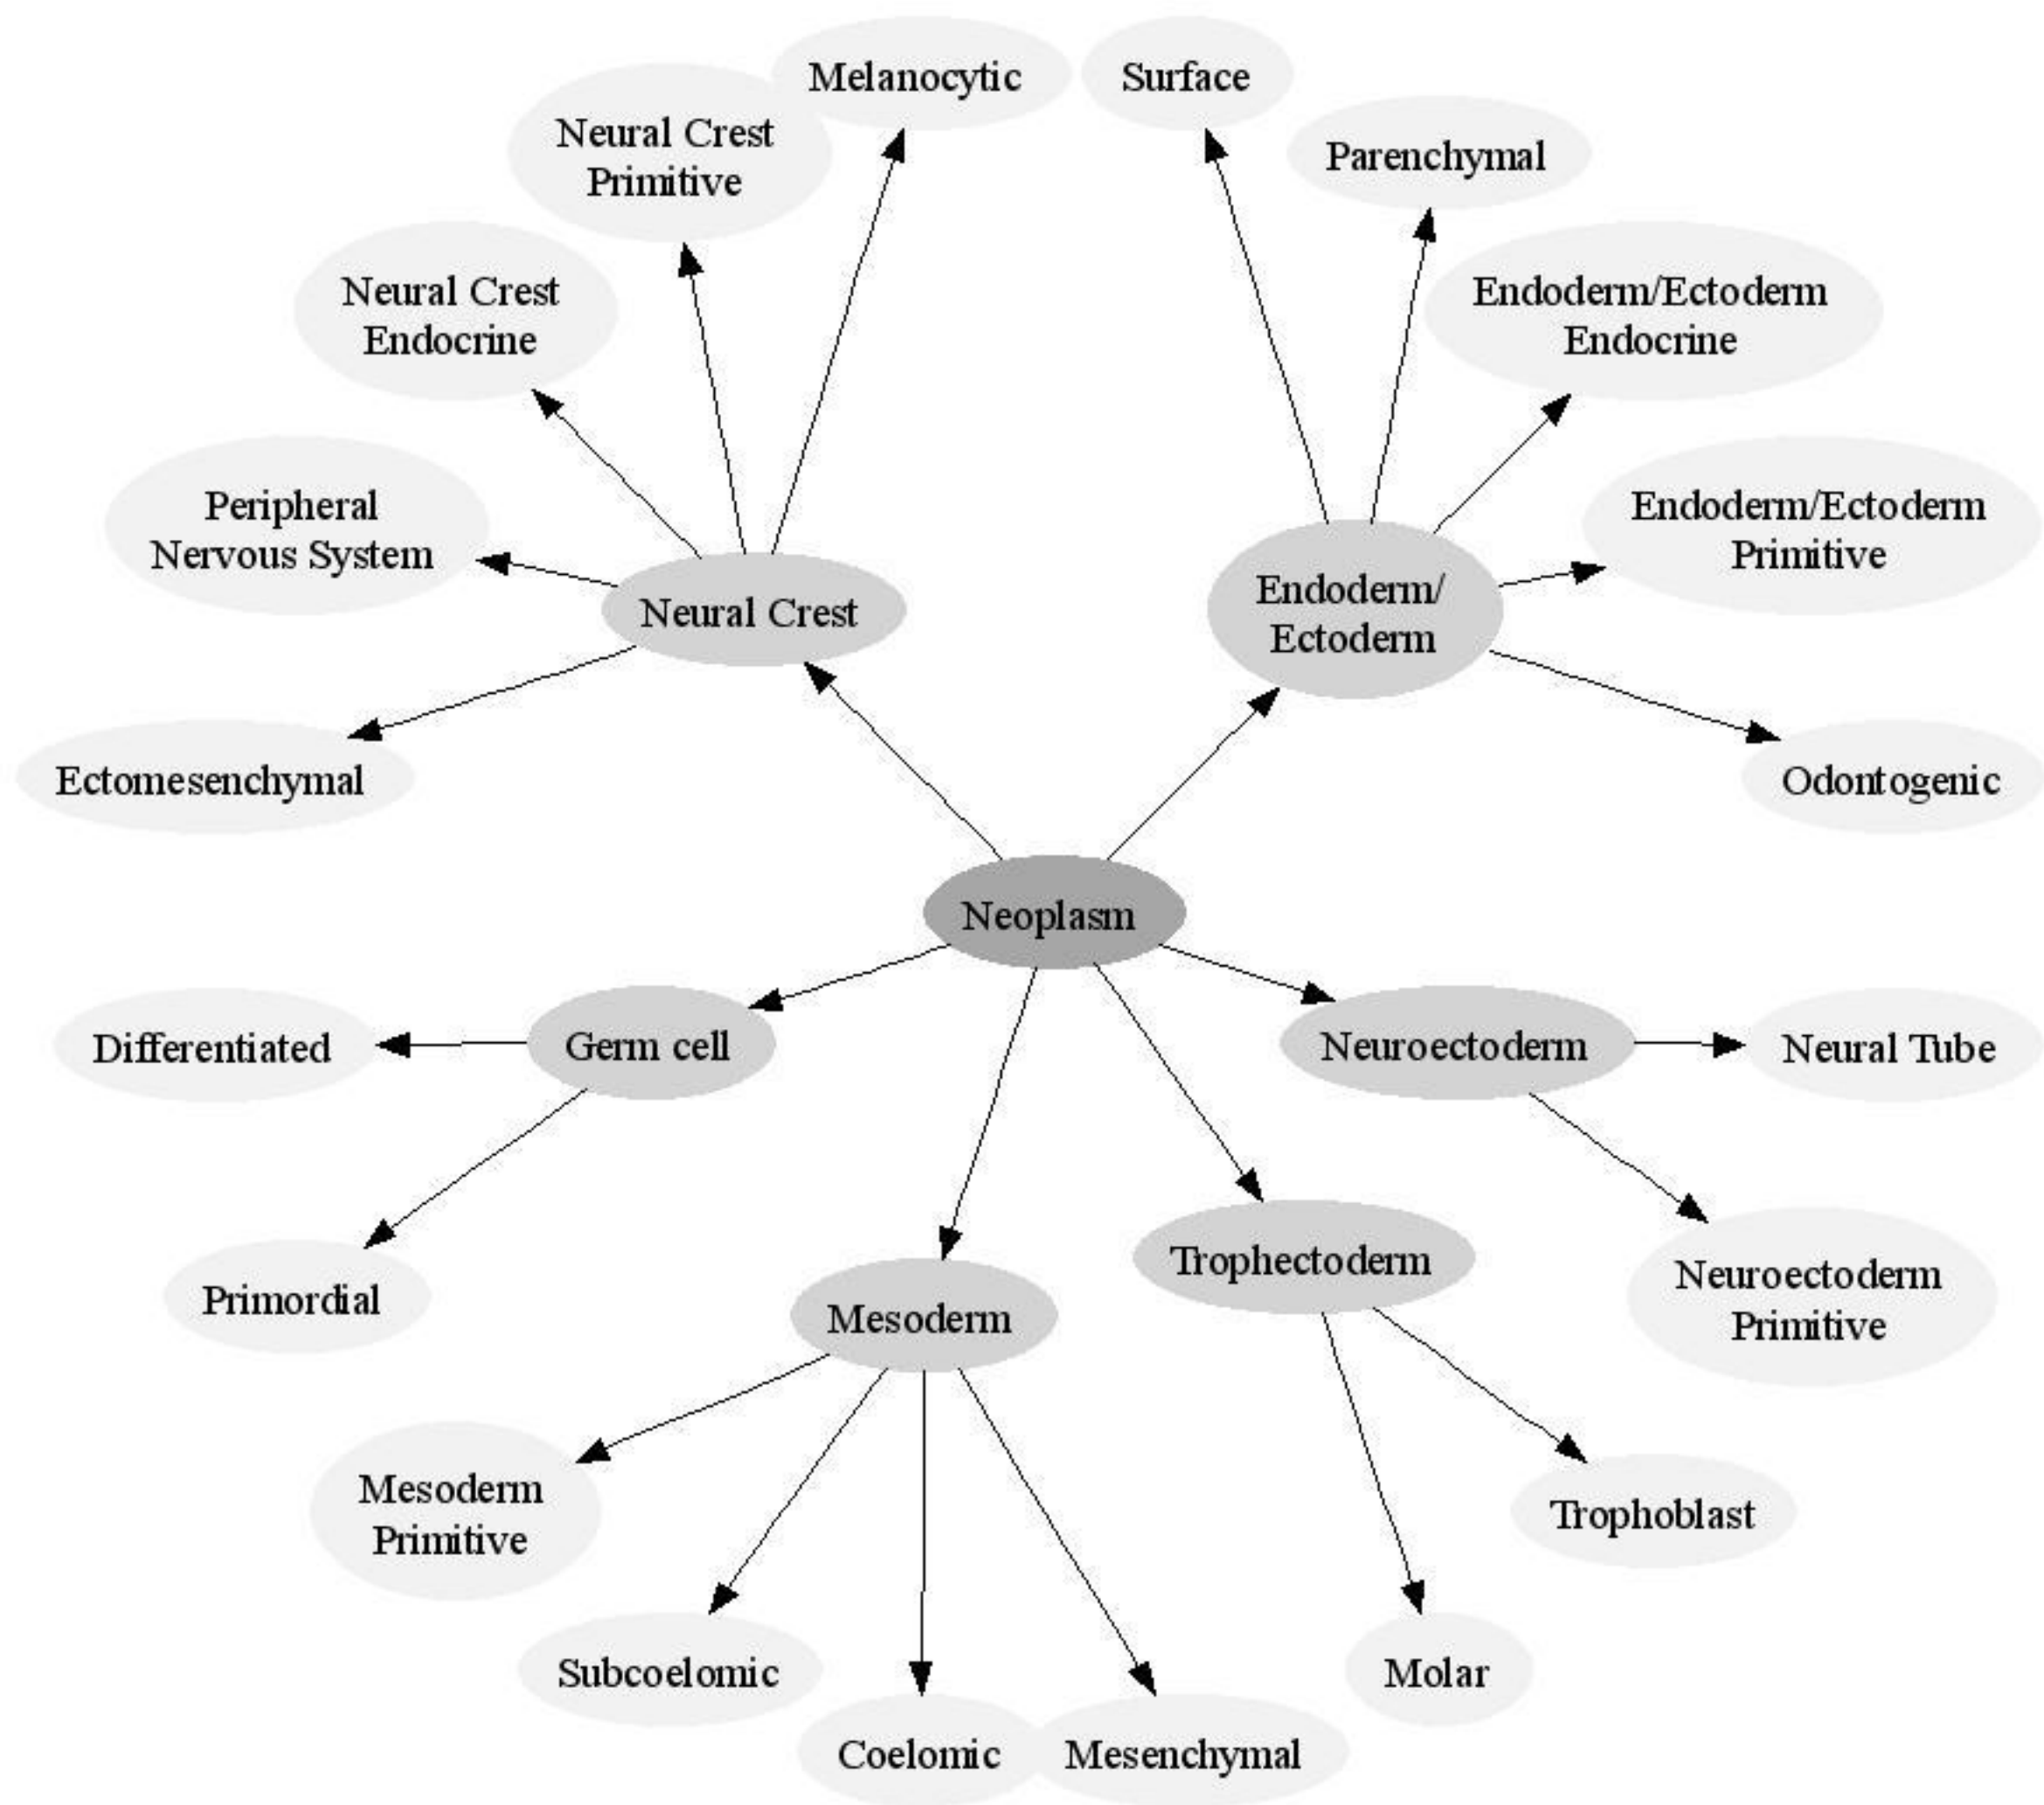 Melanocytic
Surface
Neural Crest
Primitive
Parenchymal
Neural Crest
Endocrine
Endoderm/Ectoderm
Endocrine
Peripheral
Nervous System
Endoderm/Ectoderm
Primitive
Neural Crest
Endoderm/
Ectoderm
Ectomesenchymal
Odontogenic
Neoplasm
Differentiated
Germ cell
Neuroectoderm
Neural Tube
Primordial
Mesoderm
Trophectoderm
Neuroectoderm
Primitive
Mesoderm
Primitive
Trophoblast
Subcoelomic
Molar
Coelomic
Mesenchymal